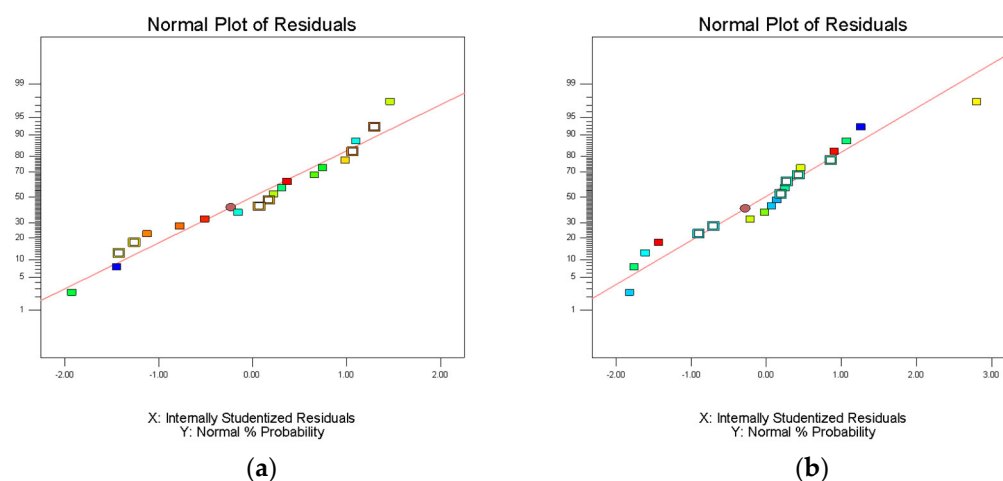 Normal Plot of Residuals
99
95
90
80
70
50
30
20
10
5
1
-2.00 -1.00 0.00 1.00 2.00
X: Internally Studentized Residuals
Y: Normal % Probability
(a)
Normal Plot of Residuals
99
95
90
80
70
50
30
20
10
5
1
-2.00 -1.00 0.00 1.00 2.00 3.00
X: Internally Studentized Residuals
Y: Normal % Probability
(b)